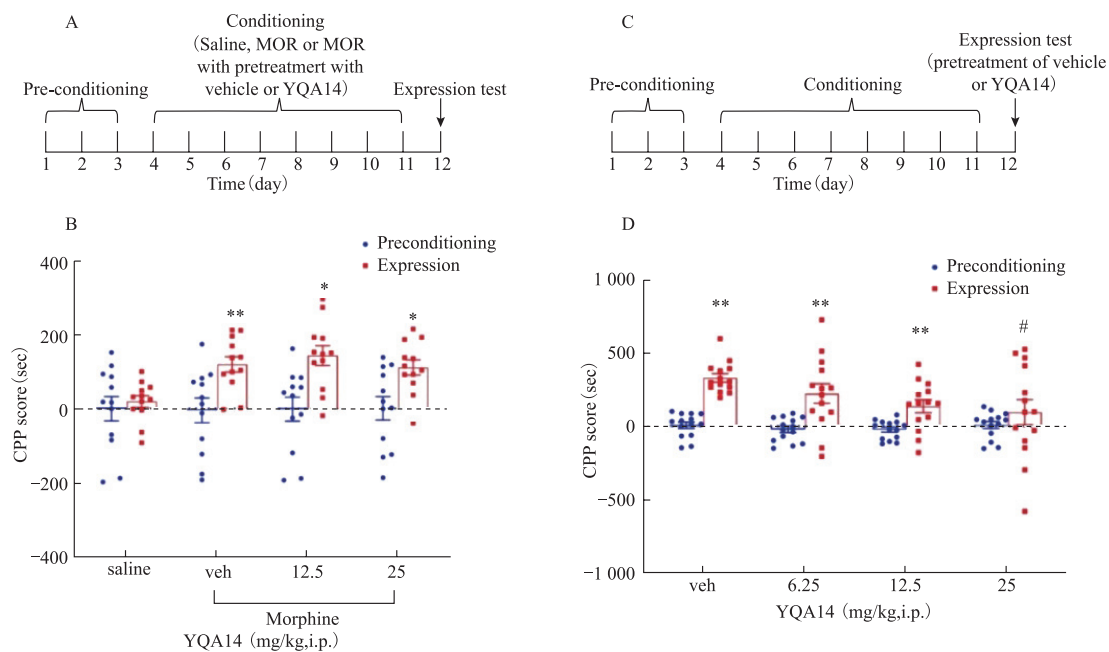 A
Conditioning
(Saline, MOR or MOR
with pretreatmert with
vehicle or YQA14)
Pre-conditioning
Expression test
1 2 3 4 5 6 7 8 9 10 11 12
Time(day)
C
Expression test
(pretreatment of vehicle
or YQA14)
Pre-conditioning
Conditioning
1 2 3 4 5 6 7 8 9 10 11 12
Time(day)
B
Preconditioning
Expression
CPP score(sec)
400
200
0
−200
−400
** * *
saline veh 12.5 25
Morphine
YQA14 (mg/kg,i.p.)
D
Preconditioning
Expression
CPP score(sec)
1 000
500
0
−500
−1 000
** ** ** #
veh 6.25 12.5 25
YQA14 (mg/kg,i.p.)